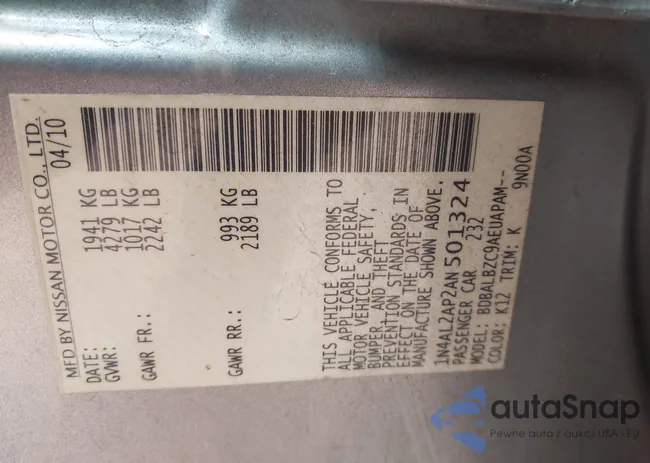 MFD BY NISSAN MOTOR CO., LTD.
DATE: 04/10
GVWR: 1941 KG
4279 LB
GAWR FR.: 1017 KG
2242 LB
GAWR RR.: 993 KG
2189 LB
THIS VEHICLE CONFORMS TO
ALL APPLICABLE FEDERAL
MOTOR VEHICLE SAFETY,
BUMPER, AND THEFT
PREVENTION STANDARDS IN
EFFECT ON THE DATE OF
MANUFACTURE SHOWN ABOVE.
1N4AL2AP2AN501324
PASSENGER CAR 232
MODEL: BDBALBZC9AEUAPAM--
COLOR: K12 TRIM: K 9N00A
autaSnap
Pewne auta z aukcji USA - EU